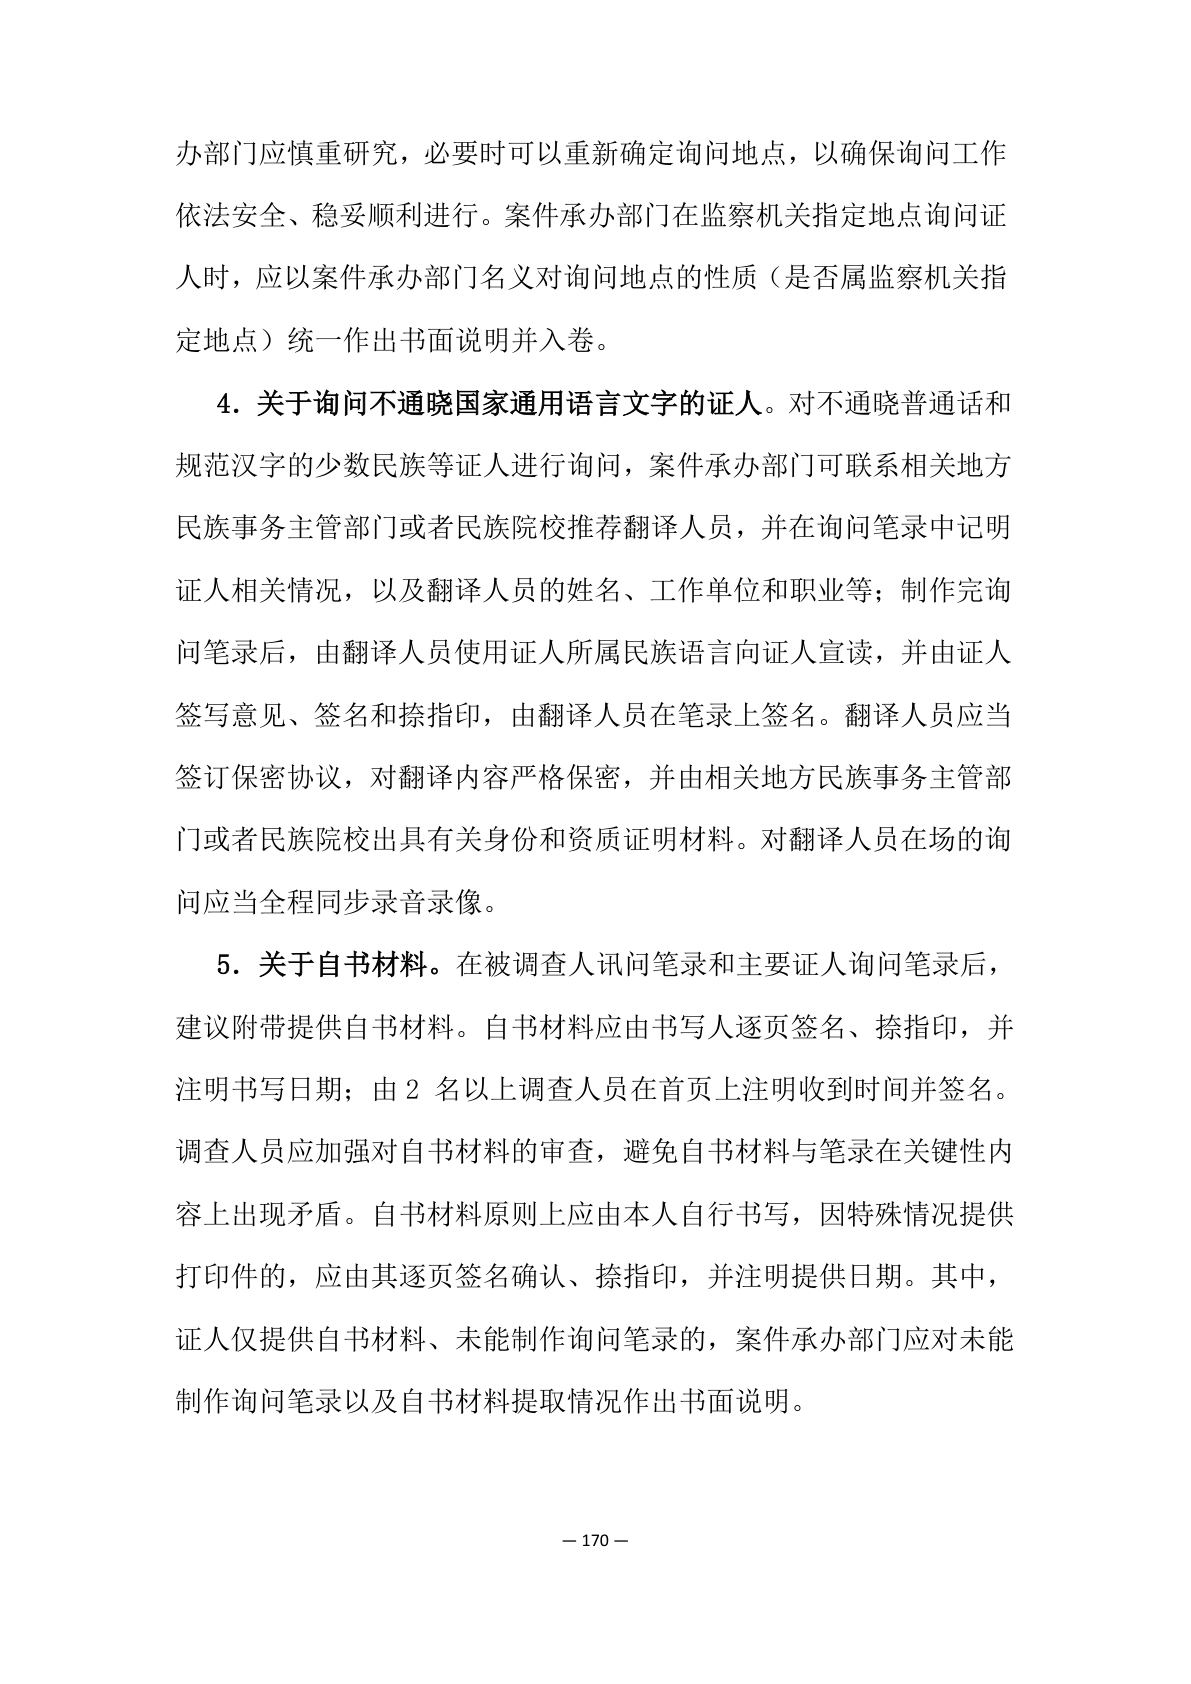 办部门应慎重研究，必要时可以重新确定询问地点，以确保询问工作
依法安全、稳妥顺利进行。案件承办部门在监察机关指定地点询问证
人时，应以案件承办部门名义对询问地点的性质（是否属监察机关指
定地点）统一作出书面说明并入卷。
4．关于询问不通晓国家通用语言文字的证人。对不通晓普通话和
规范汉字的少数民族等证人进行询问，案件承办部门可联系相关地方
民族事务主管部门或者民族院校推荐翻译人员，并在询问笔录中记明
证人相关情况，以及翻译人员的姓名、工作单位和职业等；制作完询
问笔录后，由翻译人员使用证人所属民族语言向证人宣读，并由证人
签写意见、签名和捺指印，由翻译人员在笔录上签名。翻译人员应当
签订保密协议，对翻译内容严格保密，并由相关地方民族事务主管部
门或者民族院校出具有关身份和资质证明材料。对翻译人员在场的询
问应当全程同步录音录像。
5．关于自书材料。在被调查人讯问笔录和主要证人询问笔录后，
建议附带提供自书材料。自书材料应由书写人逐页签名、捺指印，并
注明书写日期；由2 名以上调查人员在首页上注明收到时间并签名。
调查人员应加强对自书材料的审查，避免自书材料与笔录在关键性内
容上出现矛盾。自书材料原则上应由本人自行书写，因特殊情况提供
打印件的，应由其逐页签名确认、捺指印，并注明提供日期。其中，
证人仅提供自书材料、未能制作询问笔录的，案件承办部门应对未能
制作询问笔录以及自书材料提取情况作出书面说明。
— 170 —